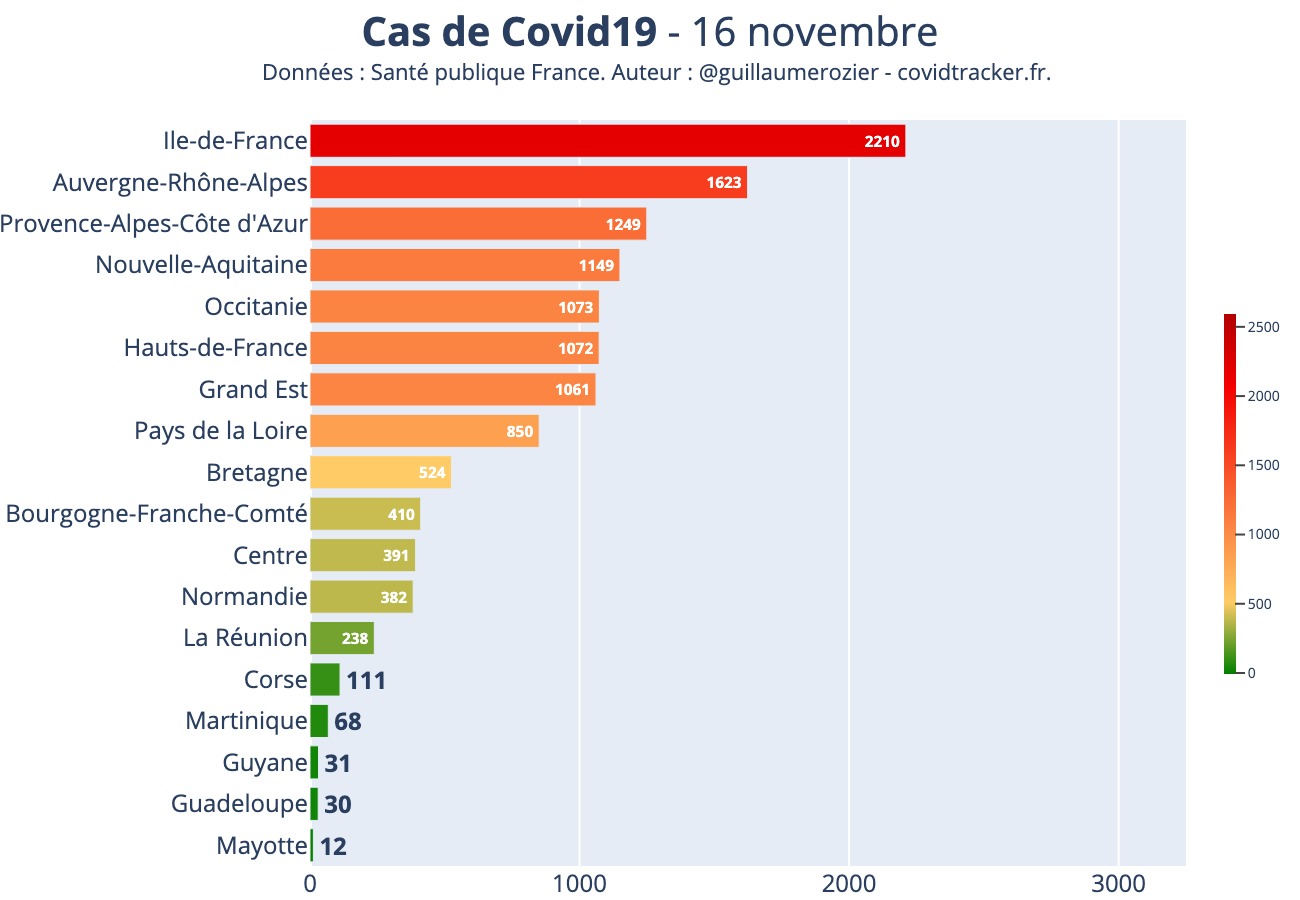 Cas de Covid19 - 16 novembre
Données : Santé publique France. Auteur : @guillaumerozier - covidtracker.fr.
Ile-de-France 2210
Auvergne-Rhône-Alpes 1623
Provence-Alpes-Côte d'Azur 1249
Nouvelle-Aquitaine 1149
Occitanie 1073
Hauts-de-France 1072
Grand Est 1061
Pays de la Loire 850
Bretagne 524
Bourgogne-Franche-Comté 410
Centre 391
Normandie 382
La Réunion 238
Corse 111
Martinique 68
Guyane 31
Guadeloupe 30
Mayotte 12
0 1000 2000 3000
2500
2000
1500
1000
500
0